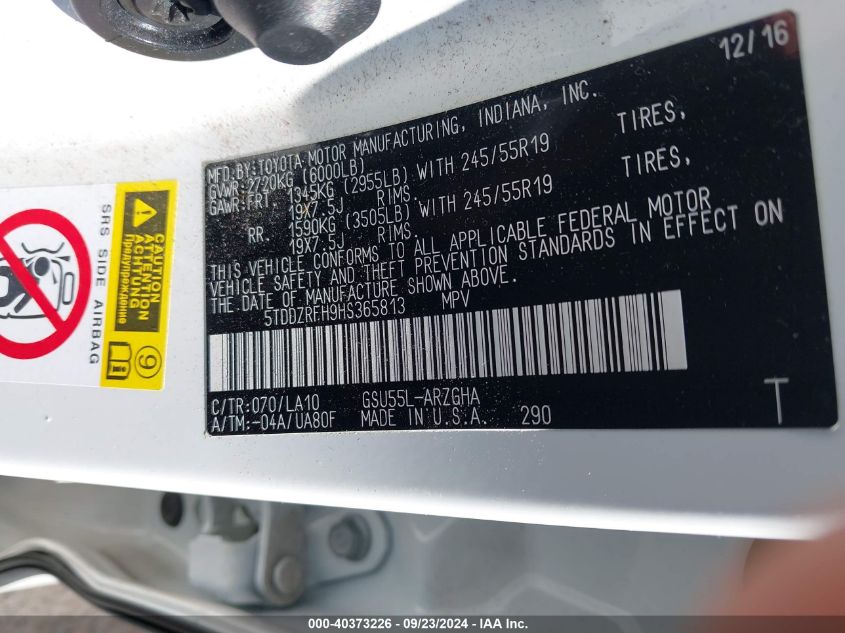 12/16
MFD.BY:TOYOTA MOTOR MANUFACTURING, INDIANA, INC.
GVWR:2720KG (6000LB)
GAWR:FRT 1345KG (2955LB) WITH 245/55R19 TIRES,
19X7.5J RIMS.
RR. 1590KG (3505LB) WITH 245/55R19 TIRES,
19X7.5J RIMS.
THIS VEHICLE CONFORMS TO ALL APPLICABLE FEDERAL MOTOR
VEHICLE SAFETY AND THEFT PREVENTION STANDARDS IN EFFECT ON
THE DATE OF MANUFACTURE SHOWN ABOVE.
5TDDZRFH9HS365813 MPV
C/TR:070/LA10 GSU55L-ARZGHA
A/TM:-04A/UA80F MADE IN U.S.A. 290
T
SRS SIDE AIRBAG
CAUTION
ATTENTION
ACHTUNG
Предупреждение
9
000-40373226 - 09/23/2024 - IAA Inc.